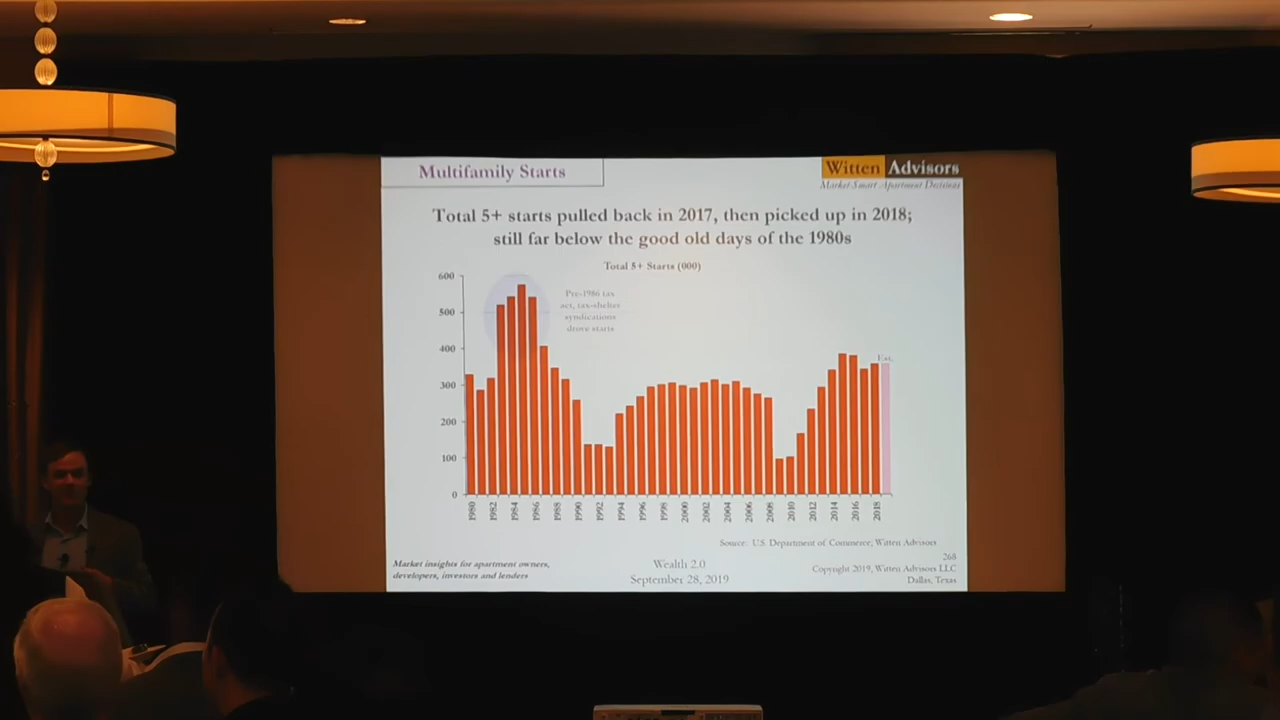 Multifamily Starts
Witten Advisors
Market-Smart Apartment Decisions
Total 5+ starts pulled back in 2017, then picked up in 2018;
still far below the good old days of the 1980s
Total 5+ Starts (000)
600
500
400
300
200
100
0
Pre-1986 tax
act, tax-shelter
syndications
drove starts
Est.
1980
1982
1984
1986
1988
1990
1992
1994
1996
1998
2000
2002
2004
2006
2008
2010
2012
2014
2016
2018
Source: U.S. Department of Commerce; Witten Advisors
Market insights for apartment owners,
developers, investors and lenders
Wealth 2.0
September 28, 2019
268
Copyright 2019, Witten Advisors LLC
Dallas, Texas